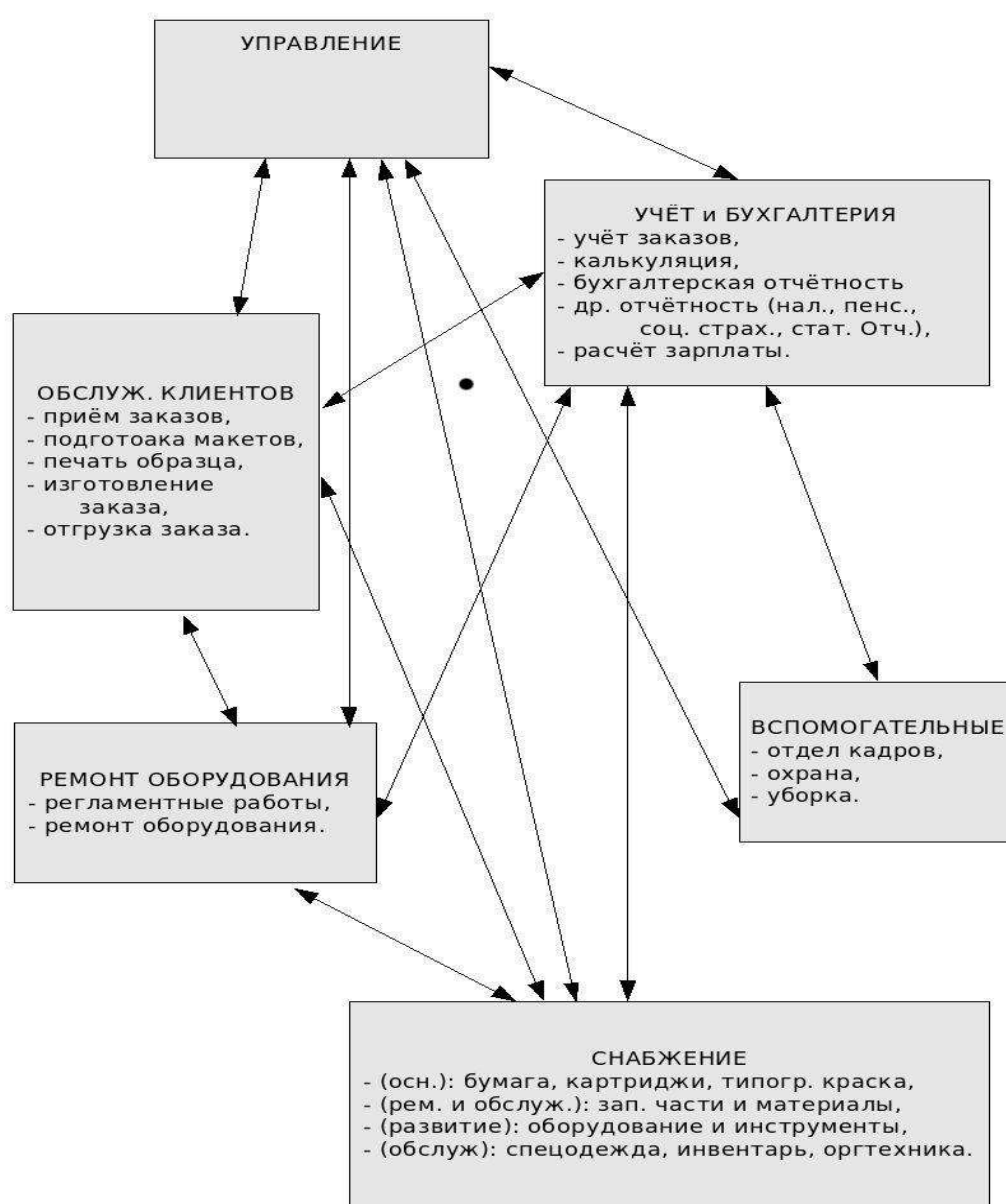 УПРАВЛЕНИЕ
УЧЁТ и БУХГАЛТЕРИЯ
- учёт заказов,
- калькуляция,
- бухгалтерская отчётность
- др. отчётность (нал., пенс.,
соц. страх., стат. Отч.),
- расчёт зарплаты.
ОБСЛУЖ. КЛИЕНТОВ
- приём заказов,
- подготоака макетов,
- печать образца,
- изготовление
заказа,
- отгрузка заказа.
РЕМОНТ ОБОРУДОВАНИЯ
- регламентные работы,
- ремонт оборудования.
ВСПОМОГАТЕЛЬНЫЕ
- отдел кадров,
- охрана,
- уборка.
СНАБЖЕНИЕ
- (осн.): бумага, картриджи, типогр. краска,
- (рем. и обслуж.): зап. части и материалы,
- (развитие): оборудование и инструменты,
- (обслуж): спецодежда, инвентарь, оргтехника.